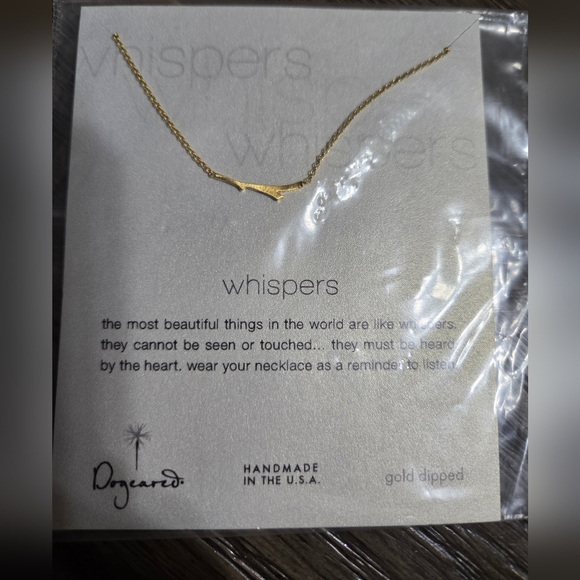 whispers
whispers
whispers
the most beautiful things in the world are like whispers.
they cannot be seen or touched... they must be heard
by the heart. wear your necklace as a reminder to listen.
Dogeared.
HANDMADE
IN THE U.S.A.
gold dipped